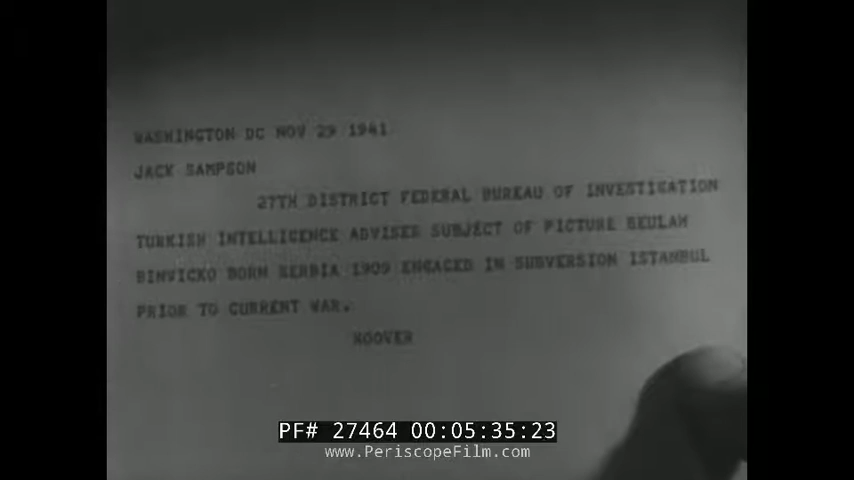 WASHINGTON DC NOV 29 1941
JACK SAMPSON
27TH DISTRICT FEDERAL BUREAU OF INVESTIGATION
TURKISH INTELLIGENCE ADVISES SUBJECT OF PICTURE BEULAH
BINVICKO BORN SERBIA 1909 ENGAGED IN SUBVERSION ISTANBUL
PRIOR TO CURRENT WAR.
HOOVER
PF# 27464 00:05:35:23
www.PeriscopeFilm.com